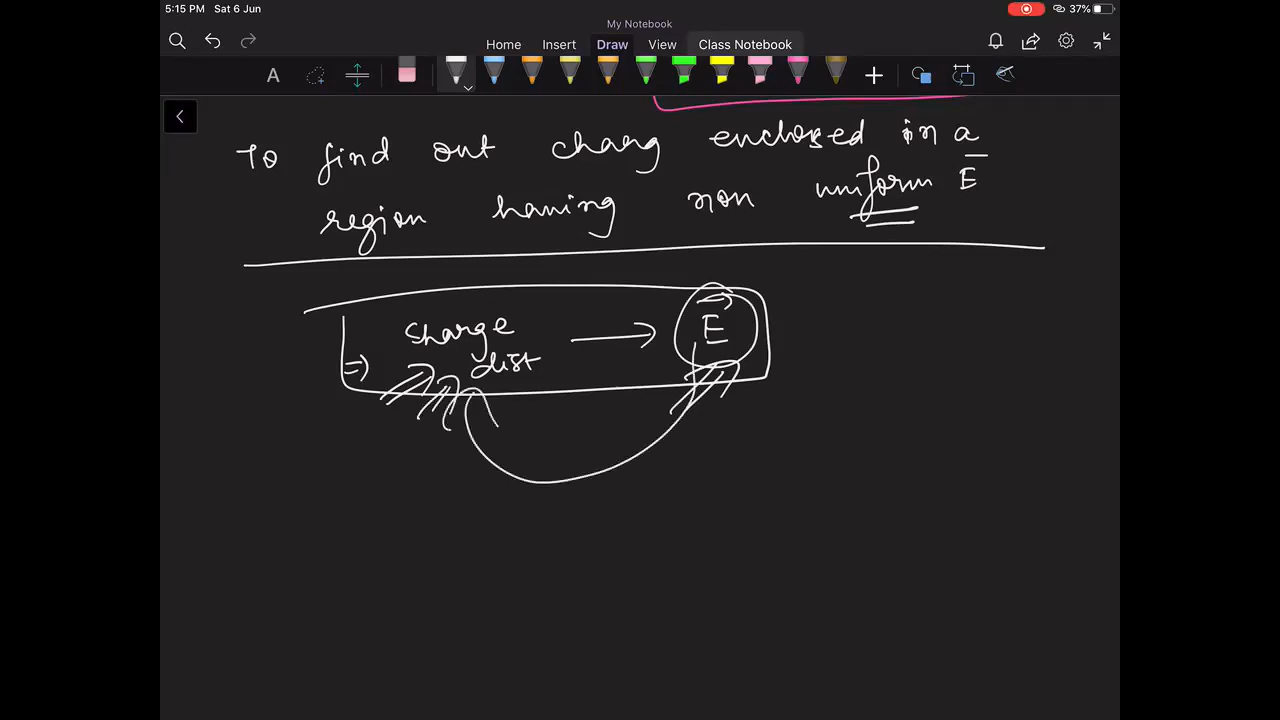 5:15 PM Sat 6 Jun
37%
My Notebook
Home Insert Draw View Class Notebook
A
To find out charg enclosed in a
region having non uniform E
charge → E
⇒ dist